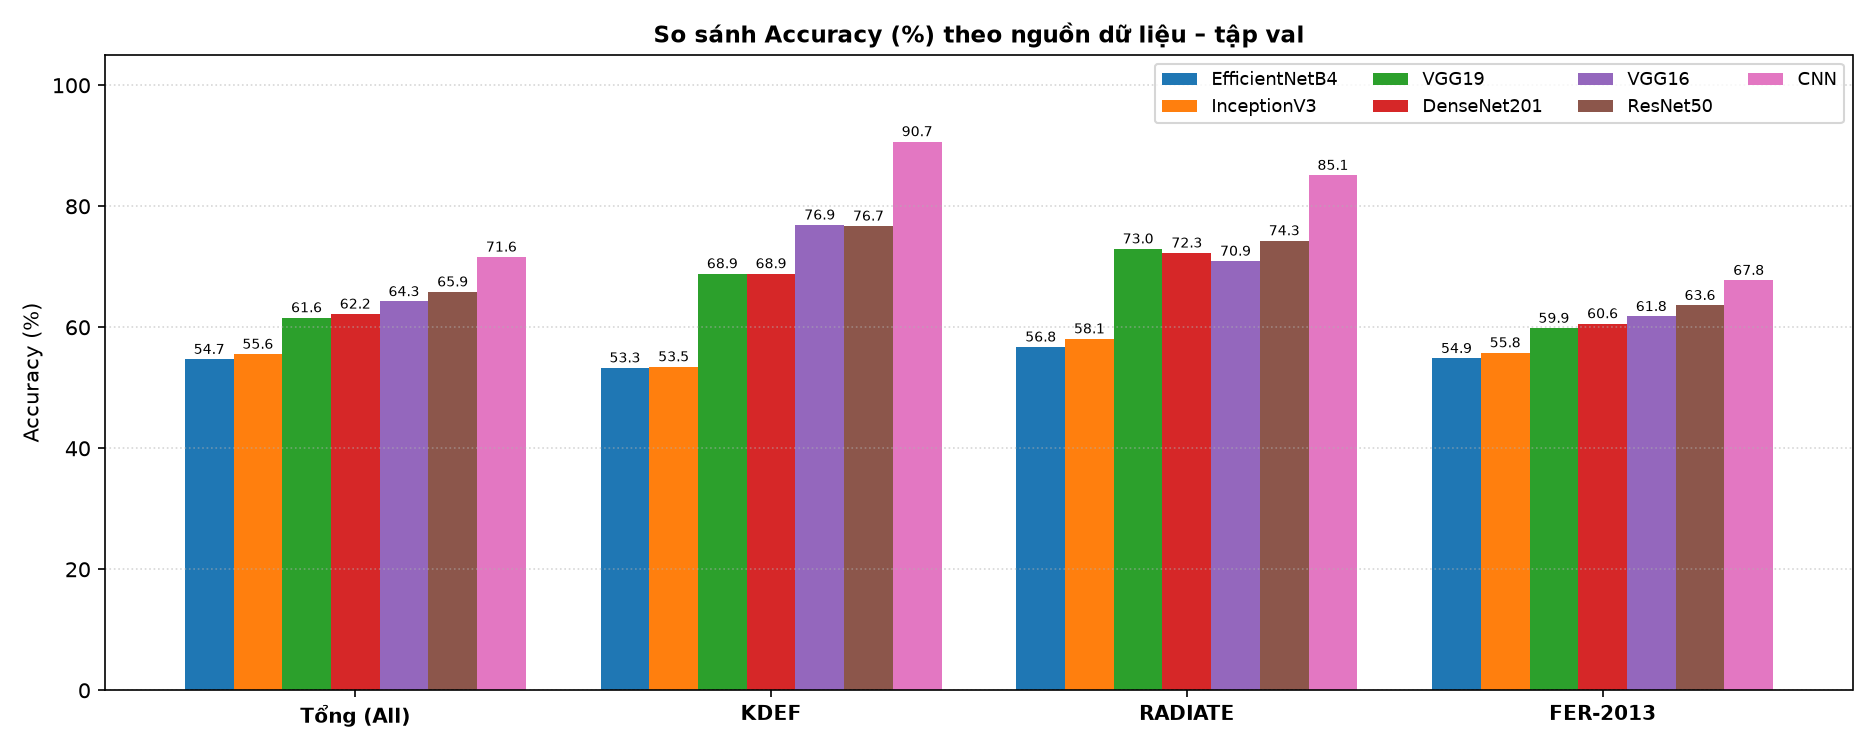 So sánh Accuracy (%) theo nguồn dữ liệu – tập val
EfficientNetB4 VGG19 VGG16 CNN
InceptionV3 DenseNet201 ResNet50
Accuracy (%)
100
80
60
40
20
0
54.7 55.6 61.6 62.2 64.3 65.9 71.6
53.3 53.5 68.9 68.9 76.9 76.7 90.7
56.8 58.1 73.0 72.3 70.9 74.3 85.1
54.9 55.8 59.9 60.6 61.8 63.6 67.8
Tổng (All) KDEF RADIATE FER-2013